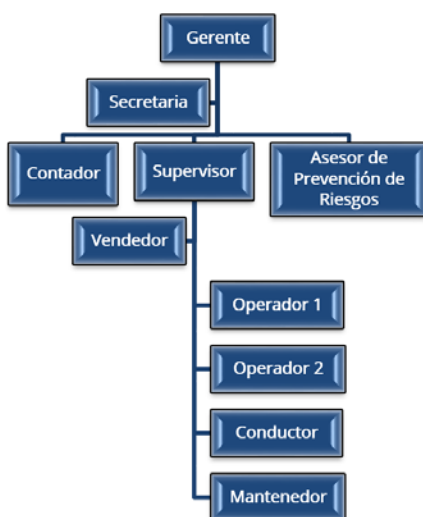 Gerente
Secretaria
Contador
Supervisor
Asesor de
Prevención de
Riesgos
Vendedor
Operador 1
Operador 2
Conductor
Mantenedor